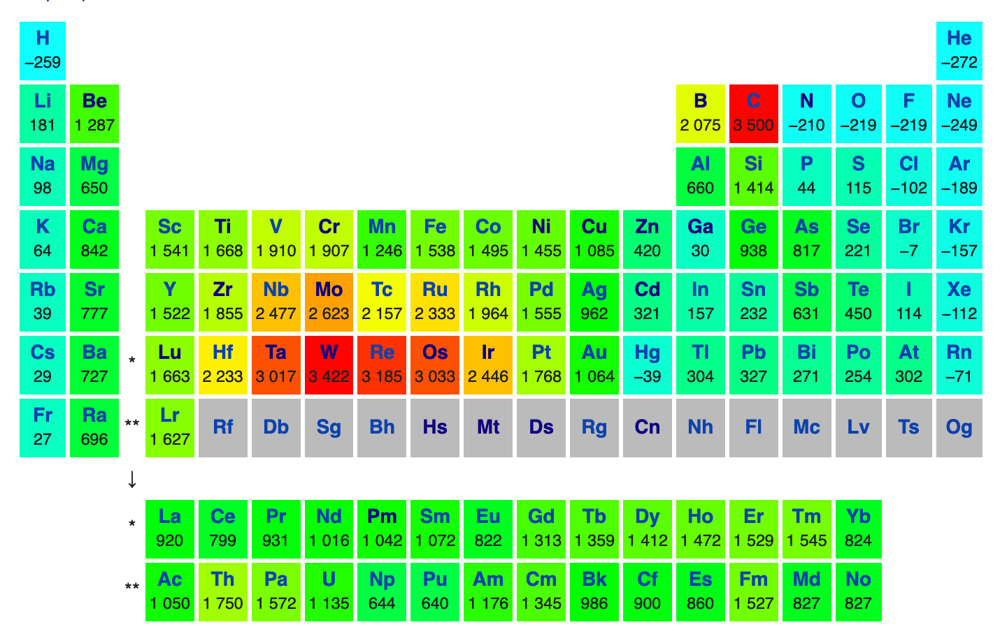 H He
−259 −272
Li Be B C N O F Ne
181 1 287 2 075 3 500 −210 −219 −219 −249
Na Mg Al Si P S Cl Ar
98 650 660 1 414 44 115 −102 −189
K Ca Sc Ti V Cr Mn Fe Co Ni Cu Zn Ga Ge As Se Br Kr
64 842 1 541 1 668 1 910 1 907 1 246 1 538 1 495 1 455 1 085 420 30 938 817 221 −7 −157
Rb Sr Y Zr Nb Mo Tc Ru Rh Pd Ag Cd In Sn Sb Te I Xe
39 777 1 522 1 855 2 477 2 623 2 157 2 333 1 964 1 555 962 321 157 232 631 450 114 −112
Cs Ba * Lu Hf Ta W Re Os Ir Pt Au Hg Tl Pb Bi Po At Rn
29 727 1 663 2 233 3 017 3 422 3 185 3 033 2 446 1 768 1 064 −39 304 327 271 254 302 −71
Fr Ra ** Lr Rf Db Sg Bh Hs Mt Ds Rg Cn Nh Fl Mc Lv Ts Og
27 696 1 627
↓
* La Ce Pr Nd Pm Sm Eu Gd Tb Dy Ho Er Tm Yb
920 799 931 1 016 1 042 1 072 822 1 313 1 359 1 412 1 472 1 529 1 545 824
** Ac Th Pa U Np Pu Am Cm Bk Cf Es Fm Md No
1 050 1 750 1 572 1 135 644 640 1 176 1 345 986 900 860 1 527 827 827